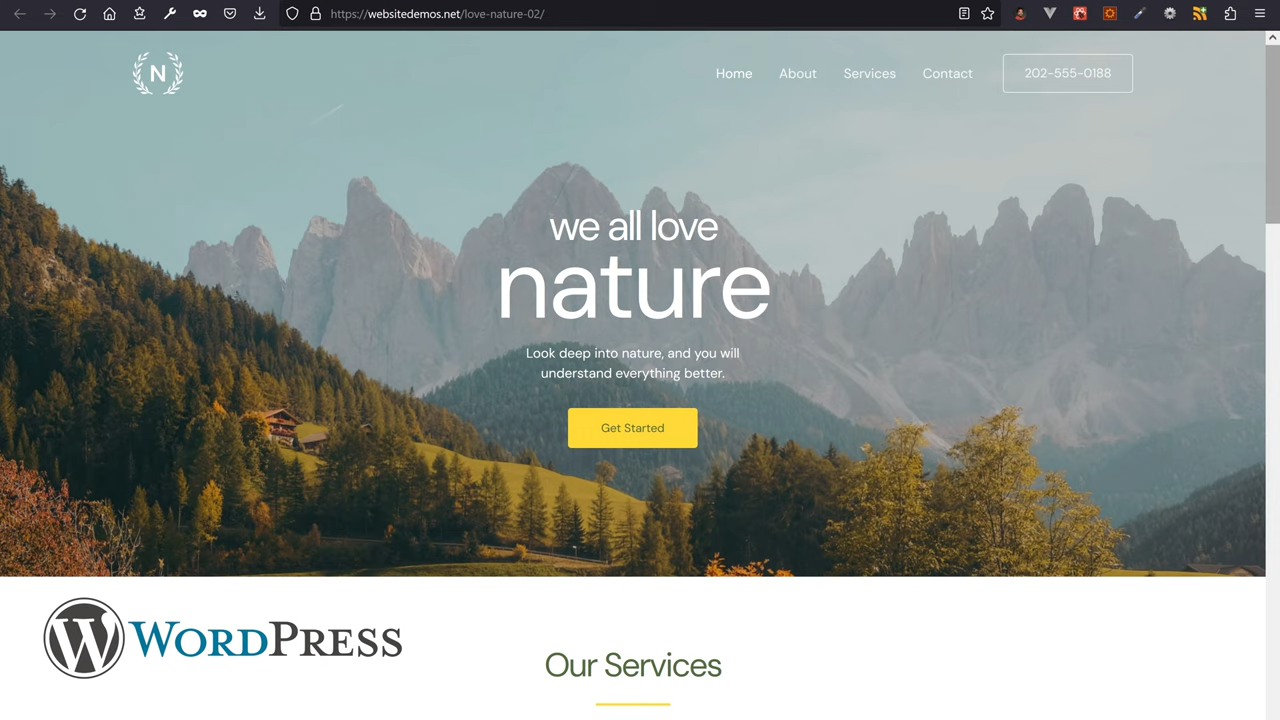 https://websitedemos.net/love-nature-02/
N
Home About Services Contact 202-555-0188
we all love
nature
Look deep into nature, and you will
understand everything better.
Get Started
W WORDPRESS
Our Services